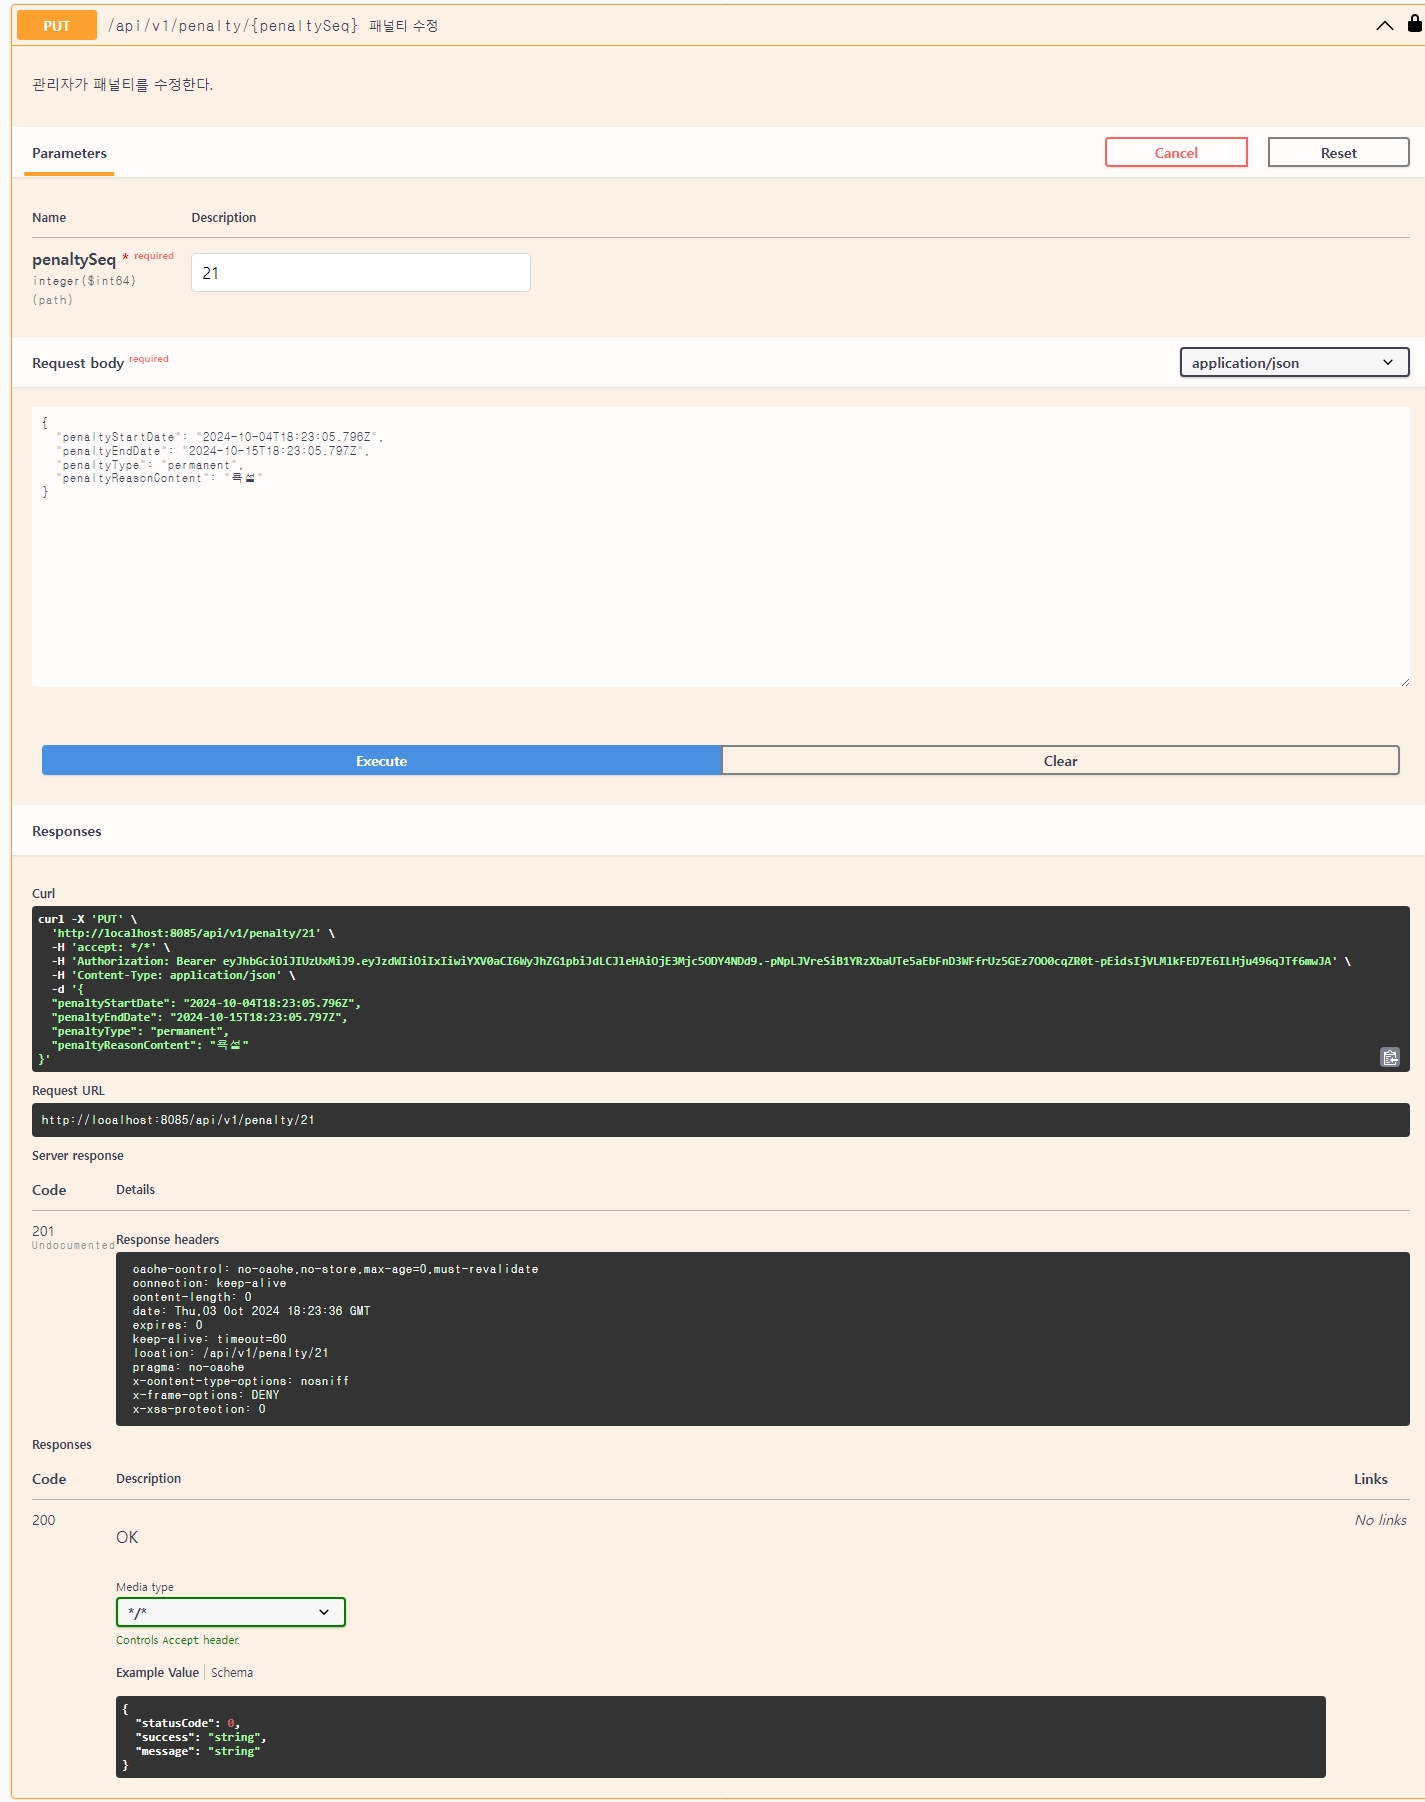 PUT /api/v1/penalty/{penaltySeq} 패널티 수정
관리자가 패널티를 수정한다.
Parameters
Cancel
Reset
Name Description
penaltySeq * required
integer($int64)
(path)
21
Request body required
application/json
{
"penaltyStartDate": "2024-10-04T18:23:05.796Z",
"penaltyEndDate": "2024-10-15T18:23:05.797Z",
"penaltyType": "permanent",
"penaltyReasonContent": "욕설"
}
Execute
Clear
Responses
Curl
curl -X 'PUT' \
'http://localhost:8085/api/v1/penalty/21' \
-H 'accept: */*' \
-H 'Authorization: Bearer eyJhbGciOiJIUzUxMiJ9.eyJzdWIiOiIxIiwiYXV0aCI6WyJhZG1pbiJdLCJleHAiOjE3Mjc5ODY4NDd9.-pNpLJVreSiB1YRzXbaUTe5aEbFnD3WFfrUz5GEz7OO0cqZR0t-pEidsIjVLMlkFED7E6ILHju496qJTf6mwJA' \
-H 'Content-Type: application/json' \
-d '{
"penaltyStartDate": "2024-10-04T18:23:05.796Z",
"penaltyEndDate": "2024-10-15T18:23:05.797Z",
"penaltyType": "permanent",
"penaltyReasonContent": "욕설"
}'
Request URL
http://localhost:8085/api/v1/penalty/21
Server response
Code Details
201
Undocumented
Response headers
cache-control: no-cache,no-store,max-age=0,must-revalidate
connection: keep-alive
content-length: 0
date: Thu,03 Oct 2024 18:23:36 GMT
expires: 0
keep-alive: timeout=60
location: /api/v1/penalty/21
pragma: no-cache
x-content-type-options: nosniff
x-frame-options: DENY
x-xss-protection: 0
Responses
Code Description Links
200
OK
No links
Media type
*/*
Controls Accept header.
Example Value Schema
{
"statusCode": 0,
"success": "string",
"message": "string"
}